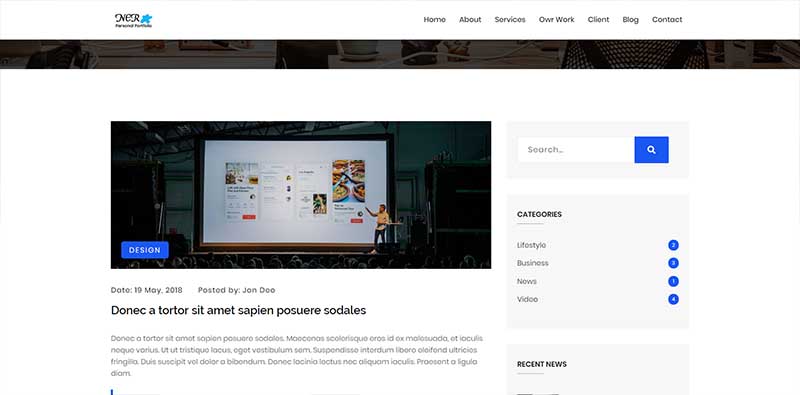 NCR
Personal Portfolio
Home About Services Owr Work Client Blog Contact
DESIGN
Date: 19 May, 2018 Posted by: Jon Deo
Donec a tortor sit amet sapien posuere sodales
Donec a tortor sit amet sapien posuere sodales. Maecenas scelerisque eros id ex malesuada, et iaculis
neque varius. Ut ut tristique lacus, eget vestibulum sem. Suspendisse interdum libero eleifend ultricies
fringilla. Duis suscipit vel dolor a bibendum. Donec lacinia lectus nec aliquam iaculis. Praesent a ligula
diam.
Search...
CATEGORIES
Lifestyle 2
Business 3
News 1
Video 4
RECENT NEWS